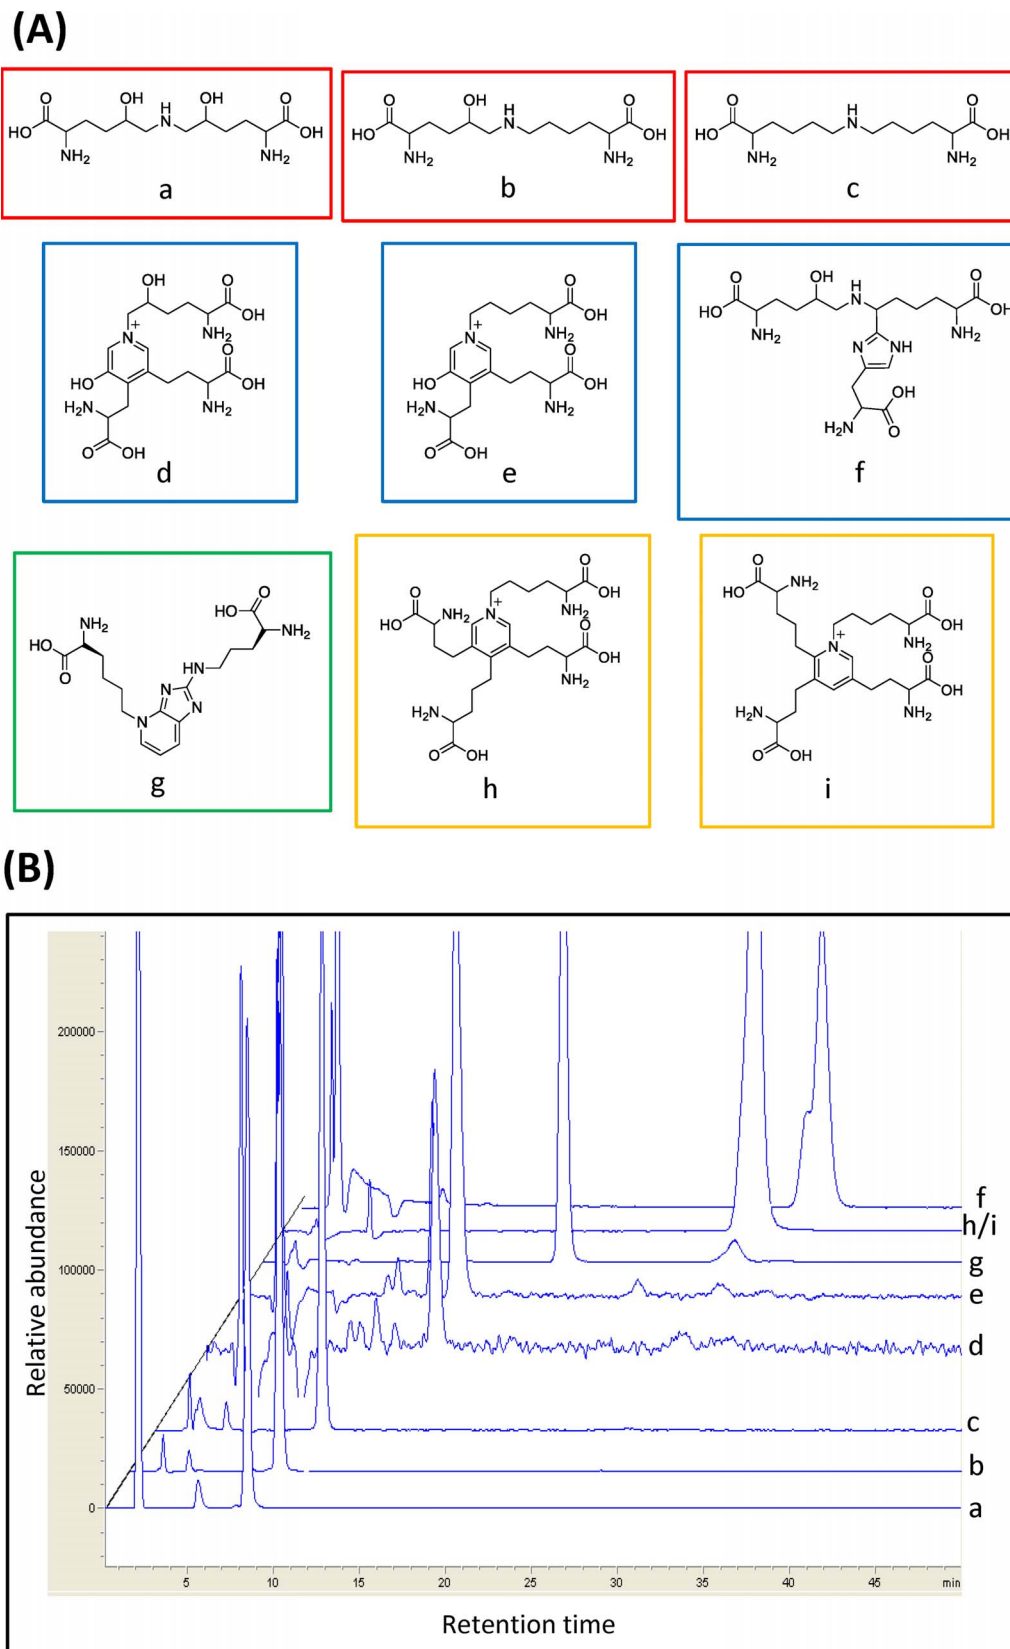 (A)
O OH H OH O
HO N OH
NH₂ NH₂
a
O OH H O
HO N OH
NH₂ NH₂
b
O H O
HO N OH
NH₂ NH₂
c
OH O
OH
+
N NH₂
O
HO OH
H₂N NH₂
O OH
d
O
OH
+
N NH₂
O
HO OH
H₂N NH₂
O OH
e
O OH H O
HO N OH
NH₂ NH₂
N NH
OH
H₂N O
f
O
HO
NH₂ NH₂
HO HN
O N
N N
g
O
O OH
NH₂ + NH₂
HO N O
OH
NH₂
H₂N
O OH
h
O
HO NH₂ O
+ OH
N NH₂
O
OH
H₂N NH₂
O OH
i
(B)
Relative abundance
200000
150000
100000
50000
0
f
h/i
g
e
d
c
b
a
5 10 15 20 25 30 35 40 45 min
Retention time